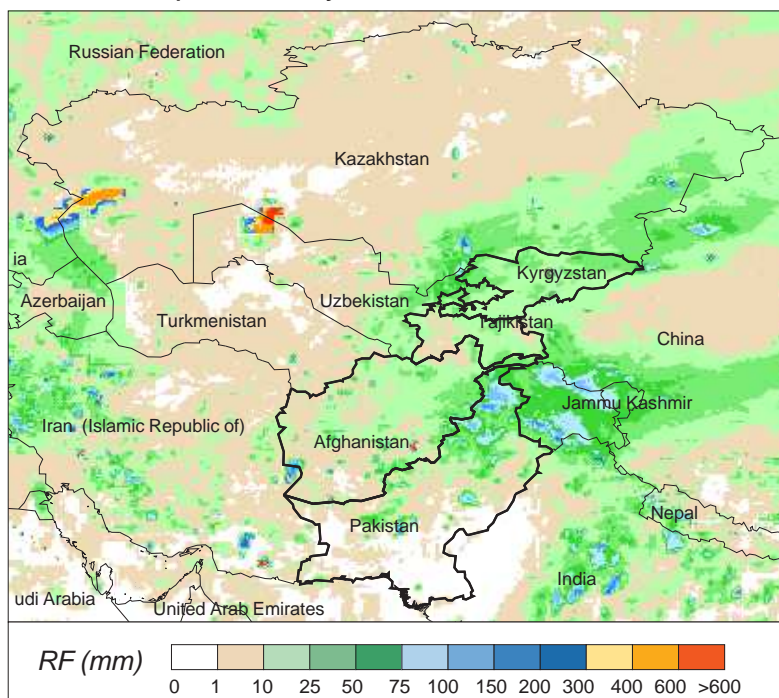 Russian Federation
Kazakhstan
ia
Kyrgyzstan
Azerbaijan
Uzbekistan
Turkmenistan
Tajikistan
China
Jammu Kashmir
Iran (Islamic Republic of)
Afghanistan
Nepal
Pakistan
India
udi Arabia
United Arab Emirates
RF (mm)
0 1 10 25 50 75 100 150 200 300 400 600 >600